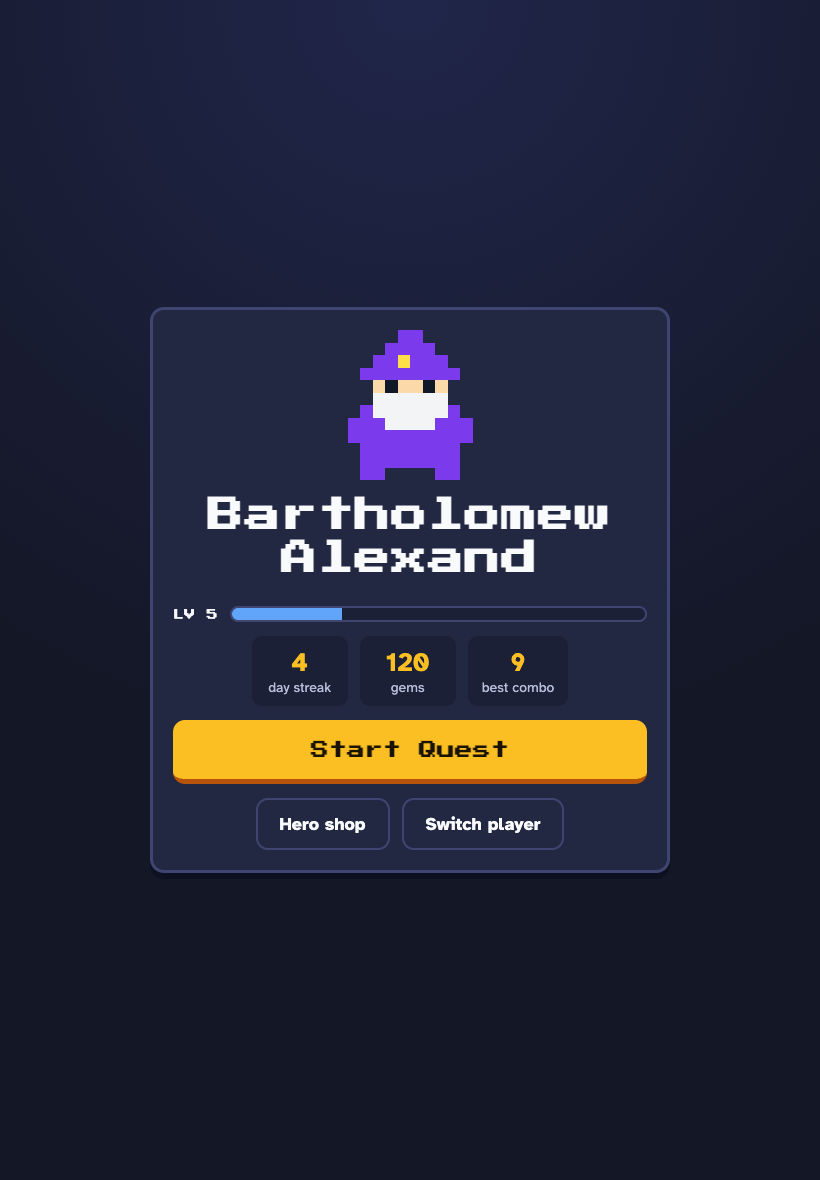 Bartholomew
Alexand
LV 5
4
day streak
120
gems
9
best combo
Start Quest
Hero shop
Switch player